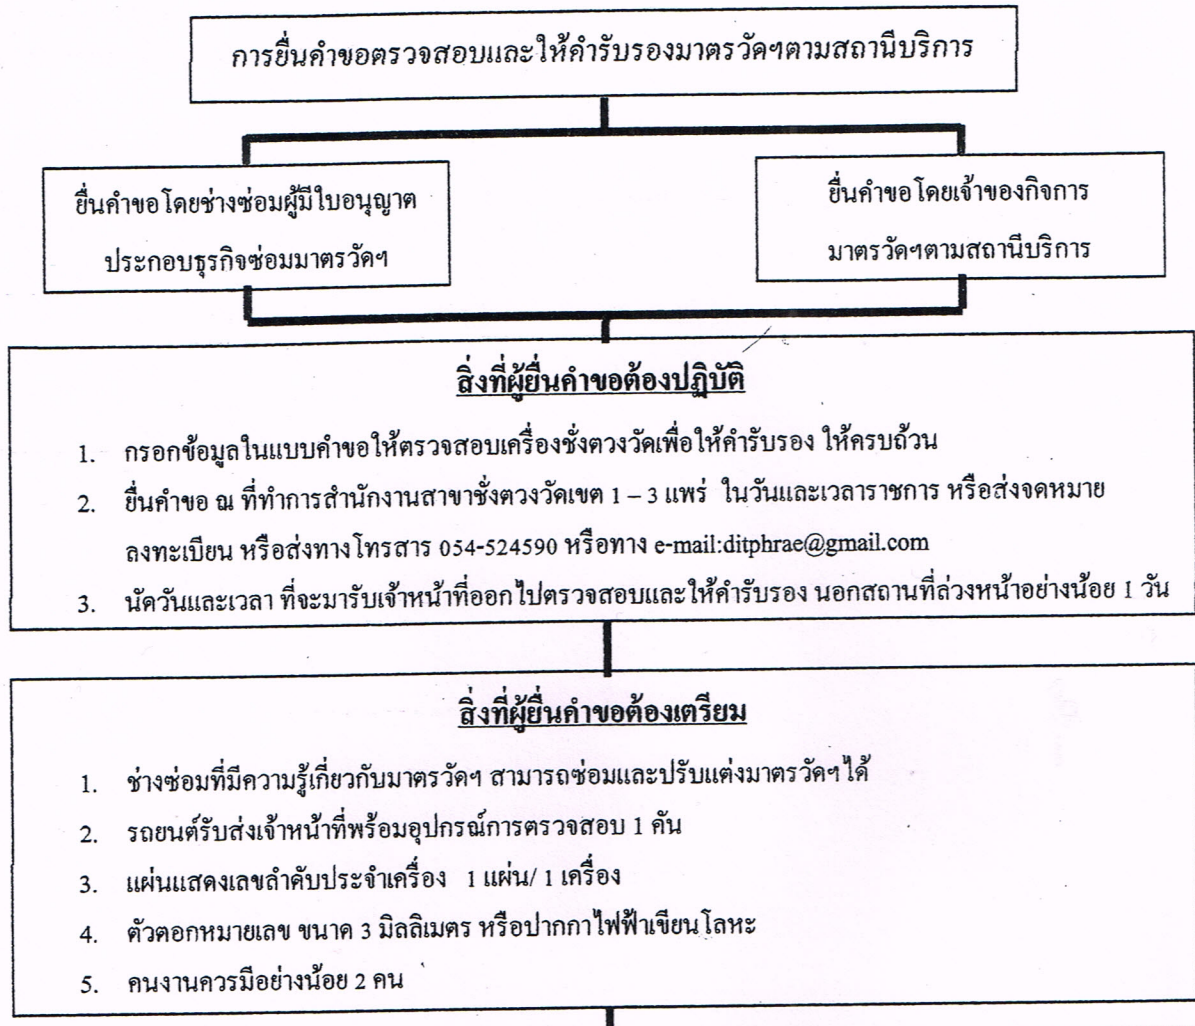 การยื่นคำขอตรวจสอบและให้คำรับรองมาตรวัดฯตามสถานีบริการ
ยื่นคำขอโดยช่างซ่อมผู้มีใบอนุญาต
ประกอบธุรกิจซ่อมมาตรวัดฯ
ยื่นคำขอโดยเจ้าของกิจการ
มาตรวัดฯตามสถานีบริการ
สิ่งที่ผู้ยื่นคำขอต้องปฏิบัติ
1. กรอกข้อมูลในแบบคำขอให้ตรวจสอบเครื่องชั่งตวงวัดเพื่อให้คำรับรอง ให้ครบถ้วน
2. ยื่นคำขอ ณ ที่ทำการสำนักงานสาขาชั่งตวงวัดเขต 1 – 3 แพร่ ในวันและเวลาราชการ หรือส่งจดหมาย
ลงทะเบียน หรือส่งทางโทรสาร 054-524590 หรือทาง e-mail:ditphrae@gmail.com
3. นัดวันและเวลา ที่จะมารับเจ้าหน้าที่ออกไปตรวจสอบและให้คำรับรอง นอกสถานที่ล่วงหน้าอย่างน้อย 1 วัน
สิ่งที่ผู้ยื่นคำขอต้องเตรียม
1. ช่างซ่อมที่มีความรู้เกี่ยวกับมาตรวัดฯ สามารถซ่อมและปรับแต่งมาตรวัดฯได้
2. รถยนต์รับส่งเจ้าหน้าที่พร้อมอุปกรณ์การตรวจสอบ 1 คัน
3. แผ่นแสดงเลขลำดับประจำเครื่อง 1 แผ่น/ 1 เครื่อง
4. ตัวตอกหมายเลข ขนาด 3 มิลลิเมตร หรือปากกาไฟฟ้าเขียนโลหะ
5. คนงานควรมีอย่างน้อย 2 คน